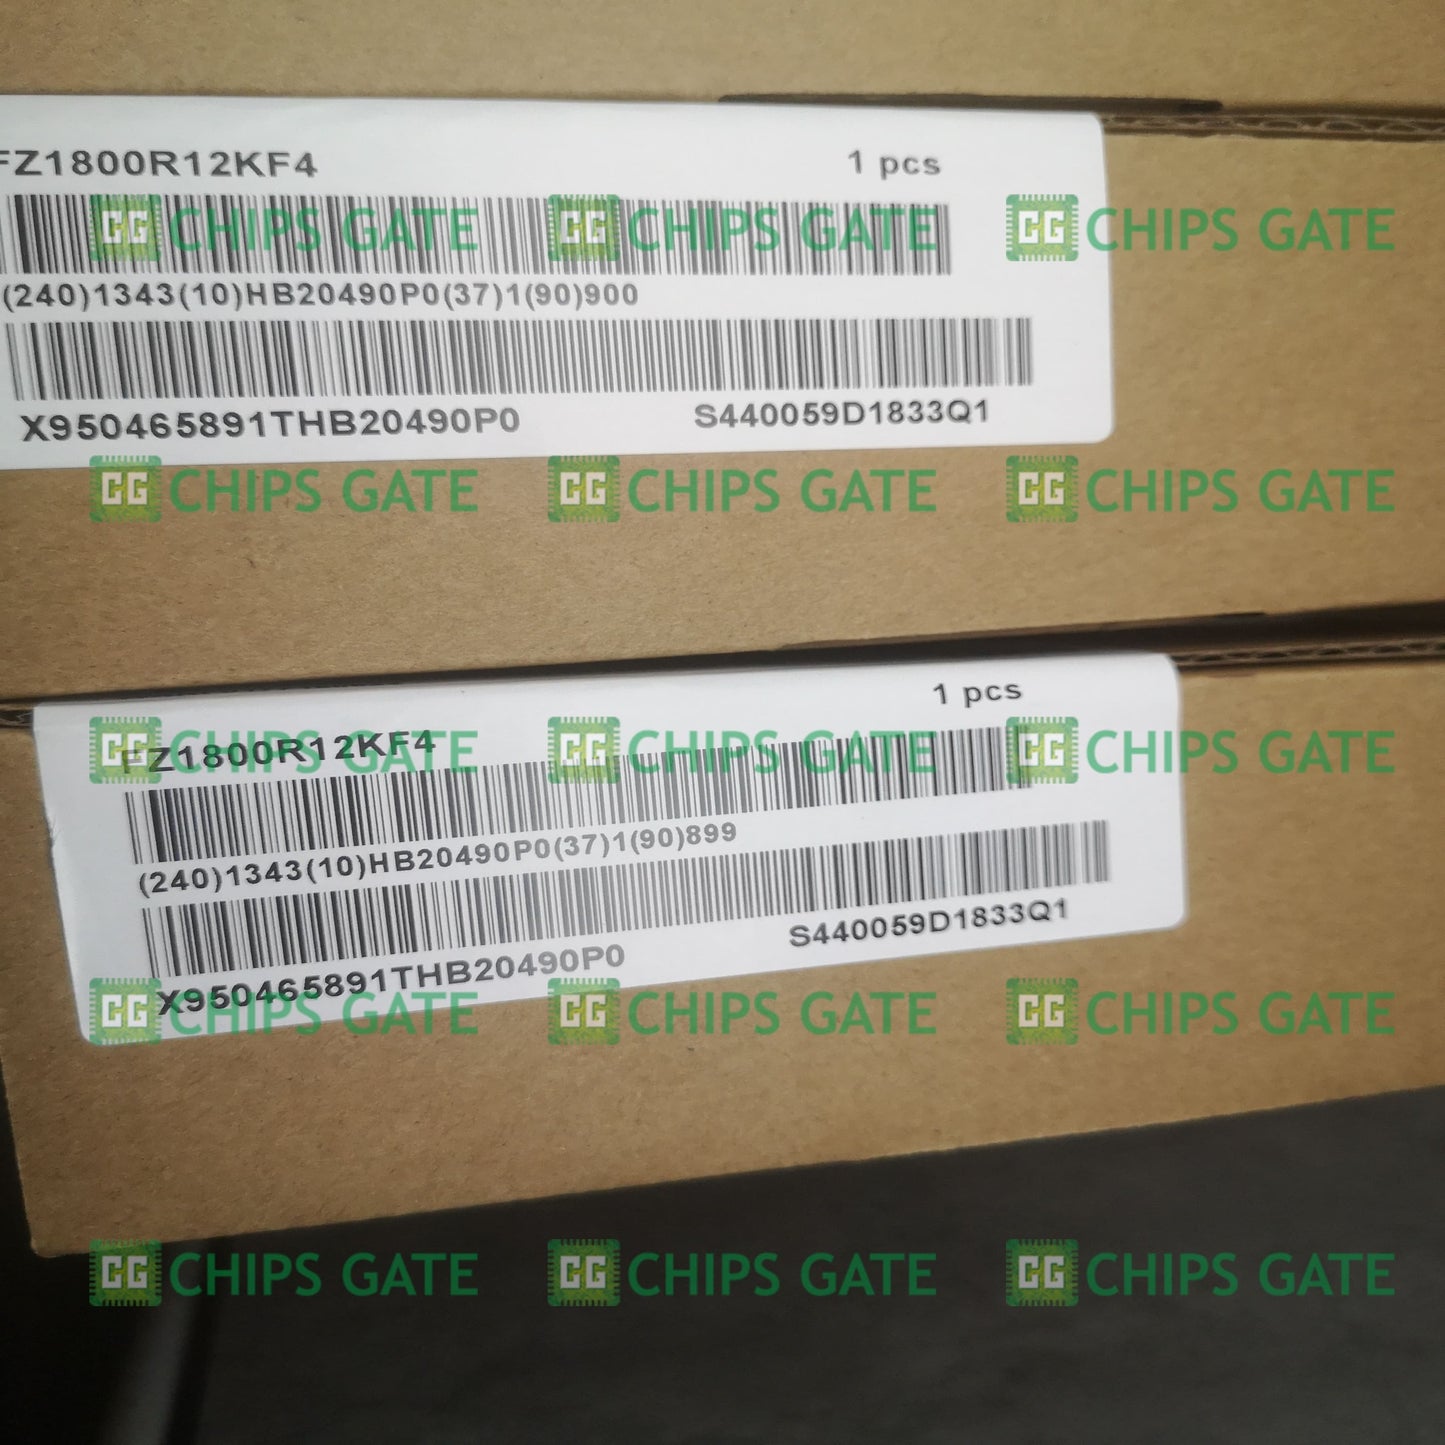 FZ1800R12KF4
1 pcs
(240)1343(10)HB20490P0(37)1(90)900
X950465891THB20490P0
S440059D1833Q1
1 pcs
FZ1800R12KF4
(240)1343(10)HB20490P0(37)1(90)899
X950465891THB20490P0
S440059D1833Q1
CG CHIPS GATE CG CHIPS GATE CG CHIPS GATE
CG CHIPS GATE CG CHIPS GATE CG CHIPS GATE
CG CHIPS GATE CG CHIPS GATE CG CHIPS GATE
CG CHIPS GATE CG CHIPS GATE CG CHIPS GATE
CG CHIPS GATE CG CHIPS GATE CG CHIPS GATE